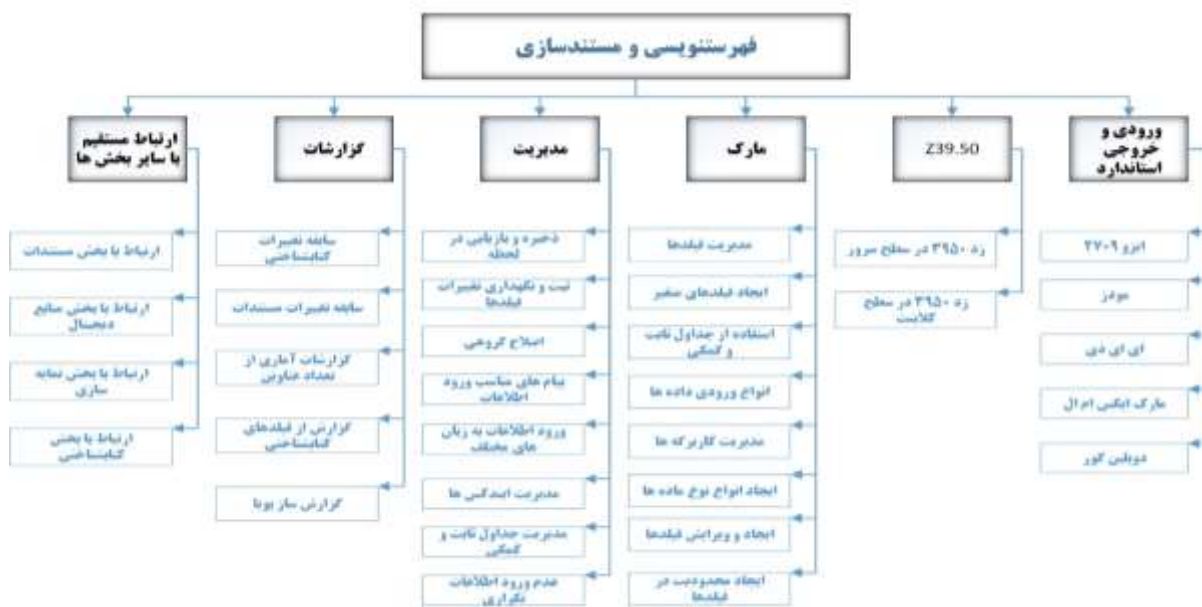 فهرستنویسی و مستندسازی
ورودی و
خروجی
استاندارد
ایزو ۲۷۰۹
مودز
ای ای دی
مارک ایکس ام ال
دوبلین کور
Z39.50
زد ۳۹۵۰ در سطح سرور
زد ۳۹۵۰ در سطح
کلاینت
مارک
مدیریت فیلدها
ایجاد فیلدهای متغیر
استفاده از جداول ثابت
و کمکی
انواع ورودی داده ها
مدیریت کاربرگه ها
ایجاد انواع نوع ماده ها
ایجاد و ویرایش فیلدها
ایجاد محدودیت در
فیلدها
مدیریت
ذخیره و بازیابی در
لحظه
ثبت و نگهداری تغییرات
فیلدها
اصلاح گروهی
پیام های مناسب ورود
اطلاعات
ورود اطلاعات به زبان
های مختلف
مدیریت ایندکس ها
مدیریت جداول ثابت و
کمکی
عدم ورود اطلاعات
تکراری
گزارشات
سابقه تغییرات
کتابشناختی
سابقه تغییرات مستندات
گزارشات آماری از
تعداد عناوین
گزارش از فیلدهای
کتابشناختی
گزارش ساز پویا
ارتباط مستقیم
با سایر بخش ها
ارتباط با بخش مستندات
ارتباط با بخش منابع
دیجیتال
ارتباط با بخش نمایه
سازی
ارتباط با بخش
کتابشناختی